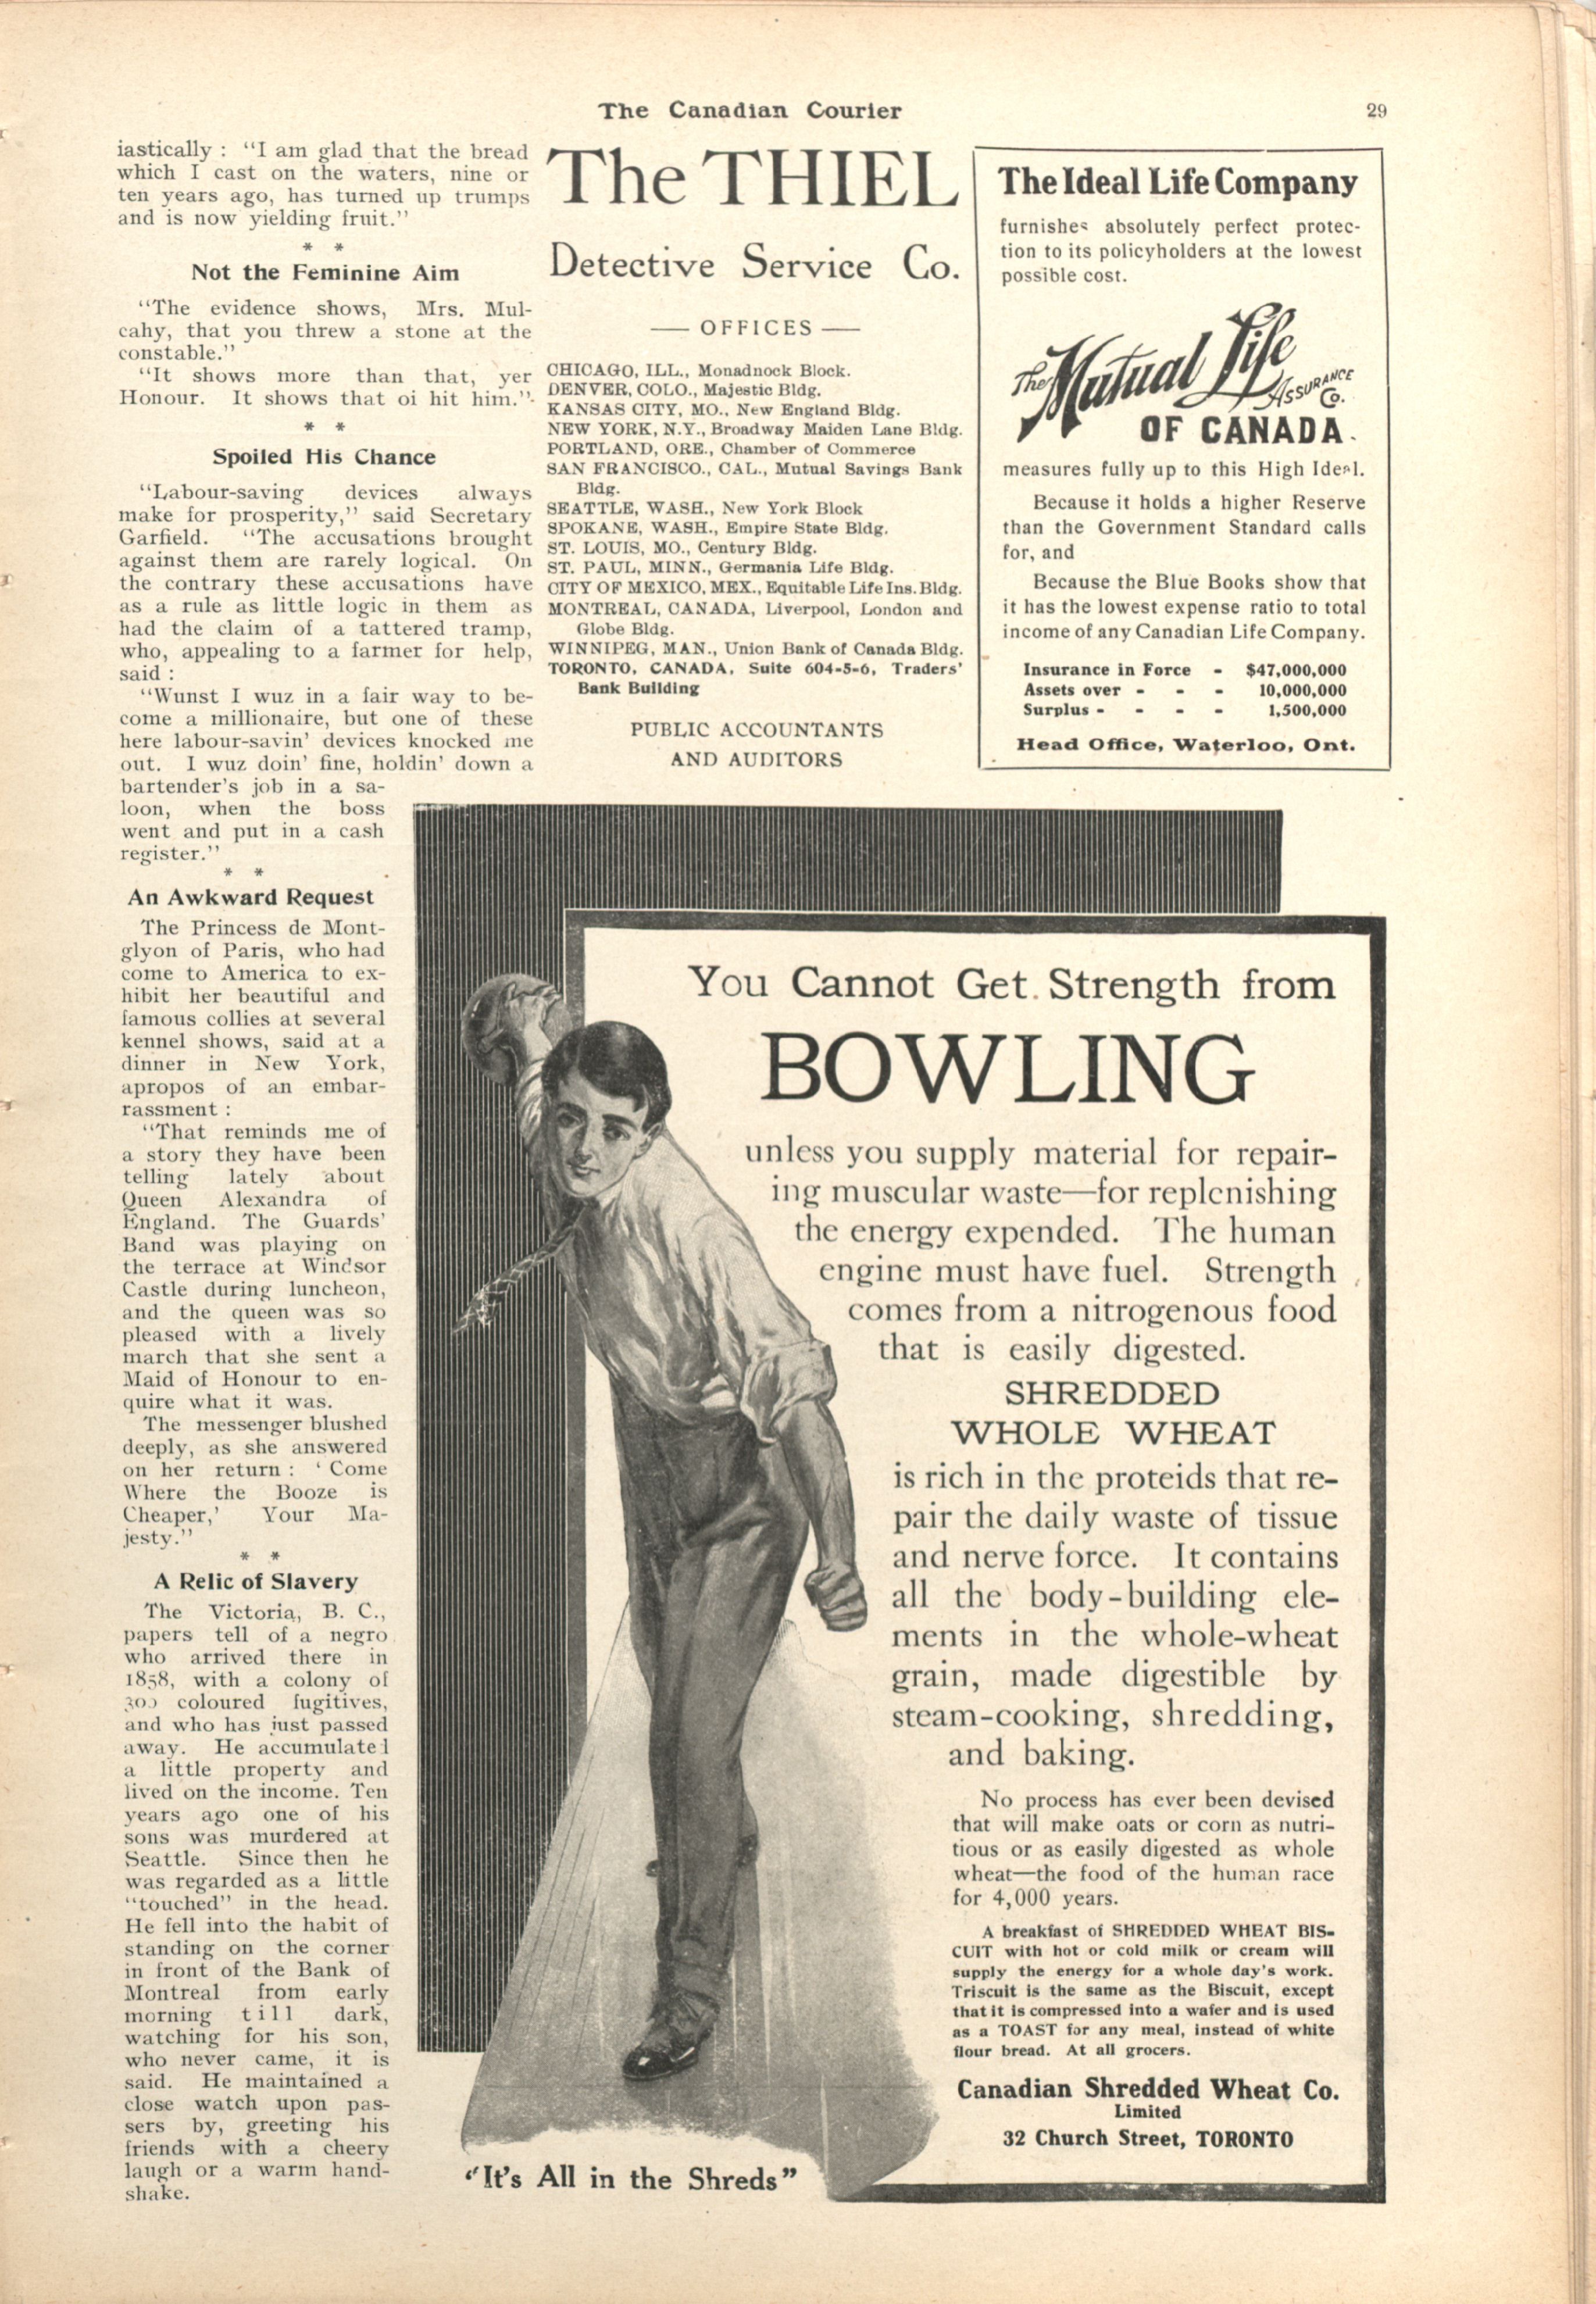 The Canadian Courier
29
iastically : "I am glad that the bread
which I cast on the waters, nine or
ten years ago, has turned up trumps
and is now yielding fruit."
* *
Not the Feminine Aim
"The evidence shows, Mrs. Mul-
cahy, that you threw a stone at the
constable."
"It shows more than that, yer
Honour. It shows that oi hit him."
* *
Spoiled His Chance
"Labour-saving devices always
make for prosperity," said Secretary
Garfield. "The accusations brought
against them are rarely logical. On
the contrary these accusations have
as a rule as little logic in them as
had the claim of a tattered tramp,
who, appealing to a farmer for help,
said :
"Wunst I wuz in a fair way to be-
come a millionaire, but one of these
here labour-savin' devices knocked me
out. I wuz doin' fine, holdin' down a
bartender's job in a sa-
loon, when the boss
went and put in a cash
register."
* *
An Awkward Request
The Princess de Mont-
glyon of Paris, who had
come to America to ex-
hibit her beautiful and
famous collies at several
kennel shows, said at a
dinner in New York,
apropos of an embar-
rassment :
"That reminds me of
a story they have been
telling lately about
Queen Alexandra of
England. The Guards'
Band was playing on
the terrace at Windsor
Castle during luncheon,
and the queen was so
pleased with a lively
march that she sent a
Maid of Honour to en-
quire what it was.
The messenger blushed
deeply, as she answered
on her return : 'Come
Where the Booze is
Cheaper,' Your Ma-
jesty."
* *
A Relic of Slavery
The Victoria, B. C.,
papers tell of a negro
who arrived there in
1858, with a colony of
300 coloured fugitives,
and who has just passed
away. He accumulated
a little property and
lived on the income. Ten
years ago one of his
sons was murdered at
Seattle. Since then he
was regarded as a little
"touched" in the head.
He fell into the habit of
standing on the corner
in front of the Bank of
Montreal from early
morning till dark,
watching for his son,
who never came, it is
said. He maintained a
close watch upon pas-
sers by, greeting his
friends with a cheery
laugh or a warm hand-
shake.
The THIEL
Detective Service Co.
— OFFICES —
CHICAGO, ILL., Monadnock Block.
DENVER, COLO., Majestic Bldg.
KANSAS CITY, MO., New England Bldg.
NEW YORK, N.Y., Broadway Maiden Lane Bldg.
PORTLAND, ORE., Chamber of Commerce
SAN FRANCISCO., CAL., Mutual Savings Bank
Bldg.
SEATTLE, WASH., New York Block
SPOKANE, WASH., Empire State Bldg.
ST. LOUIS, MO., Century Bldg.
ST. PAUL, MINN., Germania Life Bldg.
CITY OF MEXICO, MEX., Equitable Life Ins. Bldg.
MONTREAL, CANADA, Liverpool, London and
Globe Bldg.
WINNIPEG, MAN., Union Bank of Canada Bldg.
TORONTO, CANADA, Suite 604-5-6, Traders'
Bank Building
PUBLIC ACCOUNTANTS
AND AUDITORS
The Ideal Life Company
furnishes absolutely perfect protec-
tion to its policyholders at the lowest
possible cost.
The Mutual Life
Assurance Co.
OF CANADA.
measures fully up to this High Ideal.
Because it holds a higher Reserve
than the Government Standard calls
for, and
Because the Blue Books show that
it has the lowest expense ratio to total
income of any Canadian Life Company.
Insurance in Force - $47,000,000
Assets over - - - 10,000,000
Surplus - - - - 1,500,000
Head Office, Waterloo, Ont.
You Cannot Get Strength from
BOWLING
unless you supply material for repair-
ing muscular waste—for replenishing
the energy expended. The human
engine must have fuel. Strength
comes from a nitrogenous food
that is easily digested.
SHREDDED
WHOLE WHEAT
is rich in the proteids that re-
pair the daily waste of tissue
and nerve force. It contains
all the body-building ele-
ments in the whole-wheat
grain, made digestible by
steam-cooking, shredding,
and baking.
No process has ever been devised
that will make oats or corn as nutri-
tious or as easily digested as whole
wheat—the food of the human race
for 4,000 years.
A breakfast of SHREDDED WHEAT BIS-
CUIT with hot or cold milk or cream will
supply the energy for a whole day's work.
Triscuit is the same as the Biscuit, except
that it is compressed into a wafer and is used
as a TOAST for any meal, instead of white
flour bread. At all grocers.
Canadian Shredded Wheat Co.
Limited
32 Church Street, TORONTO
"It's All in the Shreds"